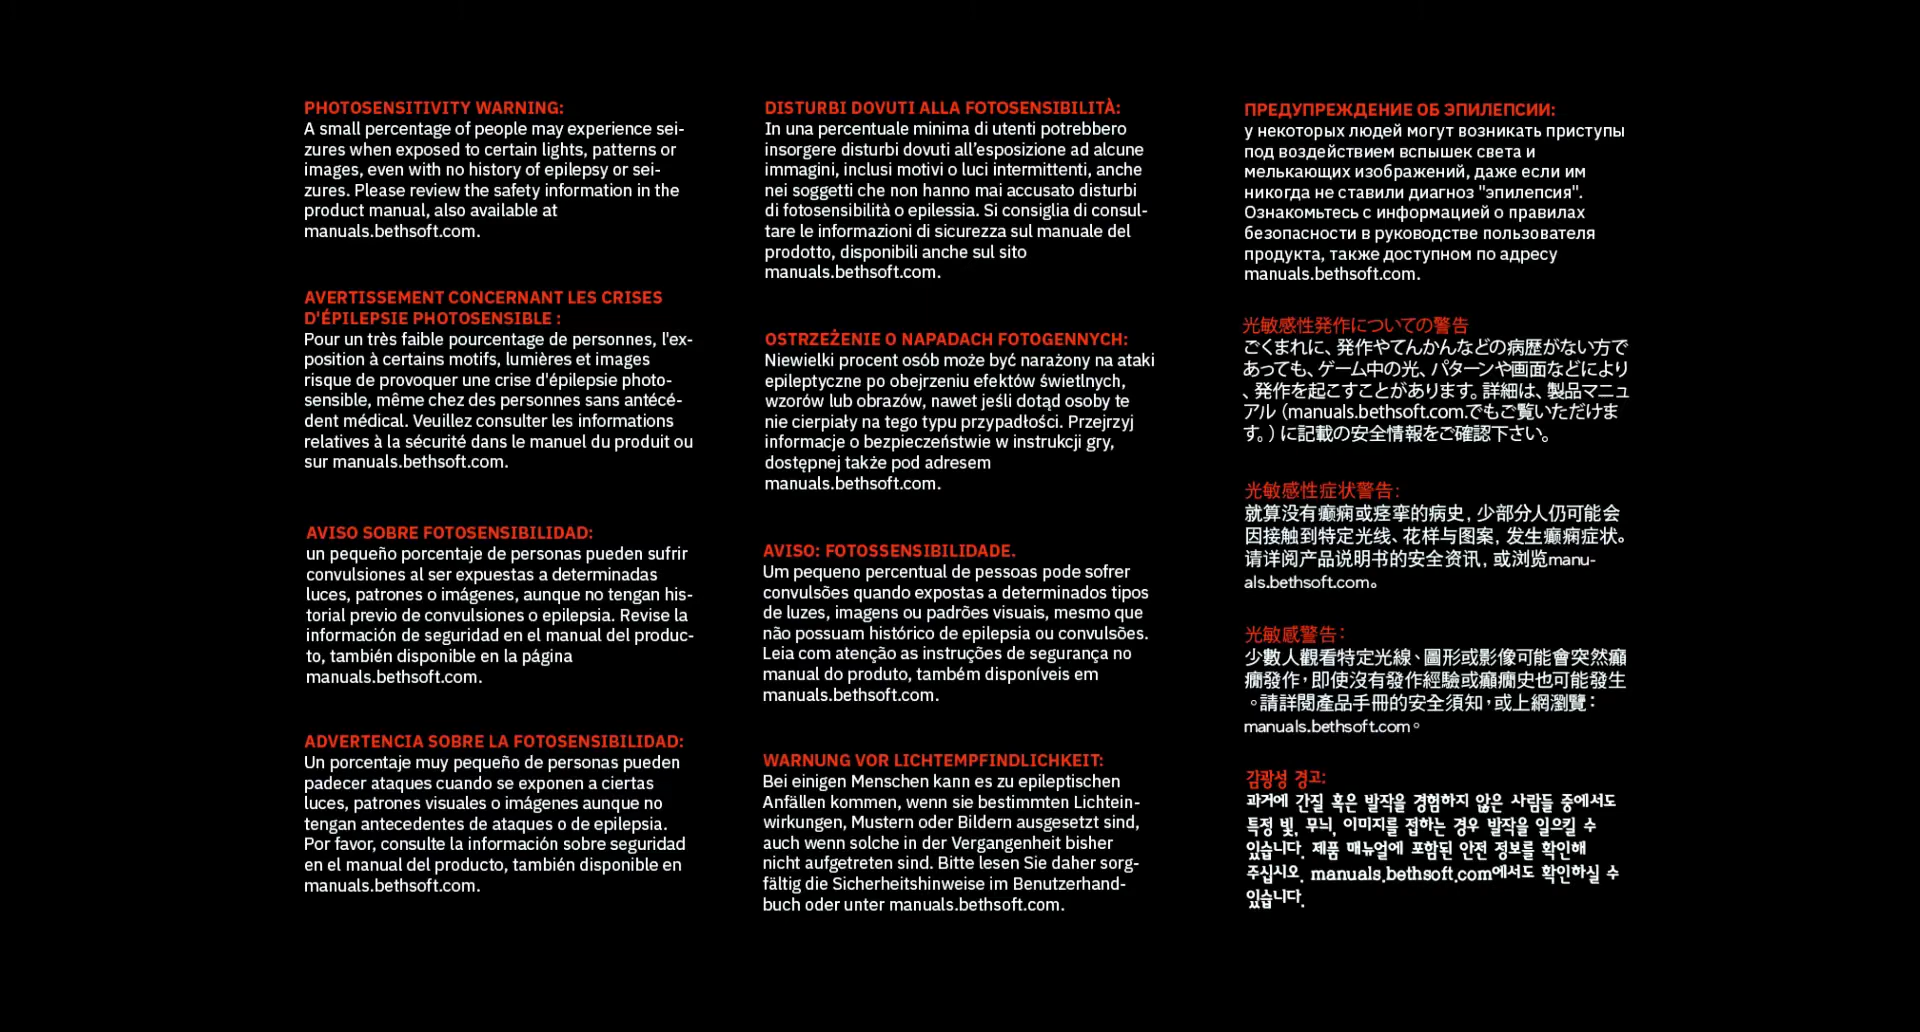 PHOTOSENSITIVITY WARNING:
A small percentage of people may experience sei-
zures when exposed to certain lights, patterns or
images, even with no history of epilepsy or sei-
zures. Please review the safety information in the
product manual, also available at
manuals.bethsoft.com.
AVERTISSEMENT CONCERNANT LES CRISES
D'ÉPILEPSIE PHOTOSENSIBLE :
Pour un très faible pourcentage de personnes, l'ex-
position à certains motifs, lumières et images
risque de provoquer une crise d'épilepsie photo-
sensible, même chez des personnes sans antécé-
dent médical. Veuillez consulter les informations
relatives à la sécurité dans le manuel du produit ou
sur manuals.bethsoft.com.
AVISO SOBRE FOTOSENSIBILIDAD:
un pequeño porcentaje de personas pueden sufrir
convulsiones al ser expuestas a determinadas
luces, patrones o imágenes, aunque no tengan his-
torial previo de convulsiones o epilepsia. Revise la
información de seguridad en el manual del produc-
to, también disponible en la página
manuals.bethsoft.com.
ADVERTENCIA SOBRE LA FOTOSENSIBILIDAD:
Un porcentaje muy pequeño de personas pueden
padecer ataques cuando se exponen a ciertas
luces, patrones visuales o imágenes aunque no
tengan antecedentes de ataques o de epilepsia.
Por favor, consulte la información sobre seguridad
en el manual del producto, también disponible en
manuals.bethsoft.com.
DISTURBI DOVUTI ALLA FOTOSENSIBILITÀ:
In una percentuale minima di utenti potrebbero
insorgere disturbi dovuti all’esposizione ad alcune
immagini, inclusi motivi o luci intermittenti, anche
nei soggetti che non hanno mai accusato disturbi
di fotosensibilità o epilessia. Si consiglia di consul-
tare le informazioni di sicurezza sul manuale del
prodotto, disponibili anche sul sito
manuals.bethsoft.com.
OSTRZEŻENIE O NAPADACH FOTOGENNYCH:
Niewielki procent osób może być narażony na ataki
epileptyczne po obejrzeniu efektów świetlnych,
wzorów lub obrazów, nawet jeśli dotąd osoby te
nie cierpiały na tego typu przypadłości. Przejrzyj
informacje o bezpieczeństwie w instrukcji gry,
dostępnej także pod adresem
manuals.bethsoft.com.
AVISO: FOTOSSENSIBILIDADE.
Um pequeno percentual de pessoas pode sofrer
convulsões quando expostas a determinados tipos
de luzes, imagens ou padrões visuais, mesmo que
não possuam histórico de epilepsia ou convulsões.
Leia com atenção as instruções de segurança no
manual do produto, também disponíveis em
manuals.bethsoft.com.
WARNUNG VOR LICHTEMPFINDLICHKEIT:
Bei einigen Menschen kann es zu epileptischen
Anfällen kommen, wenn sie bestimmten Lichtein-
wirkungen, Mustern oder Bildern ausgesetzt sind,
auch wenn solche in der Vergangenheit bisher
nicht aufgetreten sind. Bitte lesen Sie daher sorg-
fältig die Sicherheitshinweise im Benutzerhand-
buch oder unter manuals.bethsoft.com.
ПРЕДУПРЕЖДЕНИЕ ОБ ЭПИЛЕПСИИ:
у некоторых людей могут возникать приступы
под воздействием вспышек света и
мелькающих изображений, даже если им
никогда не ставили диагноз "эпилепсия".
Ознакомьтесь с информацией о правилах
безопасности в руководстве пользователя
продукта, также доступном по адресу
manuals.bethsoft.com.
光敏感性発作についての警告
ごくまれに、発作やてんかんなどの病歴がない方で
あっても、ゲーム中の光、パターンや画面などにより
、発作を起こすことがあります。詳細は、製品マニュ
アル（manuals.bethsoft.com.でもご覧いただけま
す。）に記載の安全情報をご確認下さい。
光敏感性症状警告：
就算没有癫痫或痉挛的病史，少部分人仍可能会
因接触到特定光线、花样与图案，发生癫痫症状。
请详阅产品说明书的安全资讯，或浏览manu-
als.bethsoft.com。
光敏感警告：
少數人觀看特定光線、圖形或影像可能會突然癲
癇發作，即使沒有發作經驗或癲癇史也可能發生
。請詳閱產品手冊的安全須知，或上網瀏覽：
manuals.bethsoft.com。
감광성 경고:
과거에 간질 혹은 발작을 경험하지 않은 사람들 중에서도
특정 빛, 무늬, 이미지를 접하는 경우 발작을 일으킬 수
있습니다. 제품 매뉴얼에 포함된 안전 정보를 확인해
주십시오. manuals.bethsoft.com에서도 확인하실 수
있습니다.